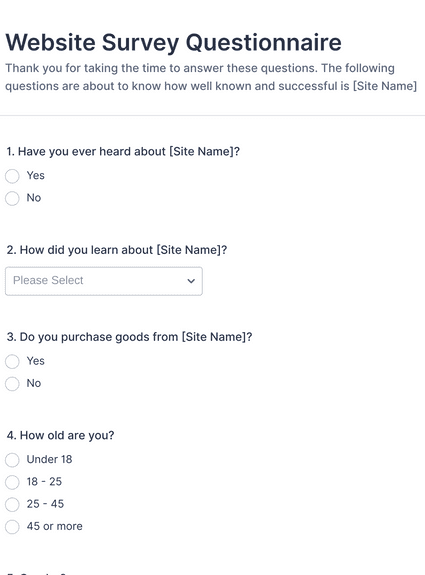 Website Survey Questionnaire
Thank you for taking the time to answer these questions. The following
questions are about to know how well known and successful is [Site Name]
1. Have you ever heard about [Site Name]?
Yes
No
2. How did you learn about [Site Name]?
Please Select
3. Do you purchase goods from [Site Name]?
Yes
No
4. How old are you?
Under 18
18 - 25
25 - 45
45 or more